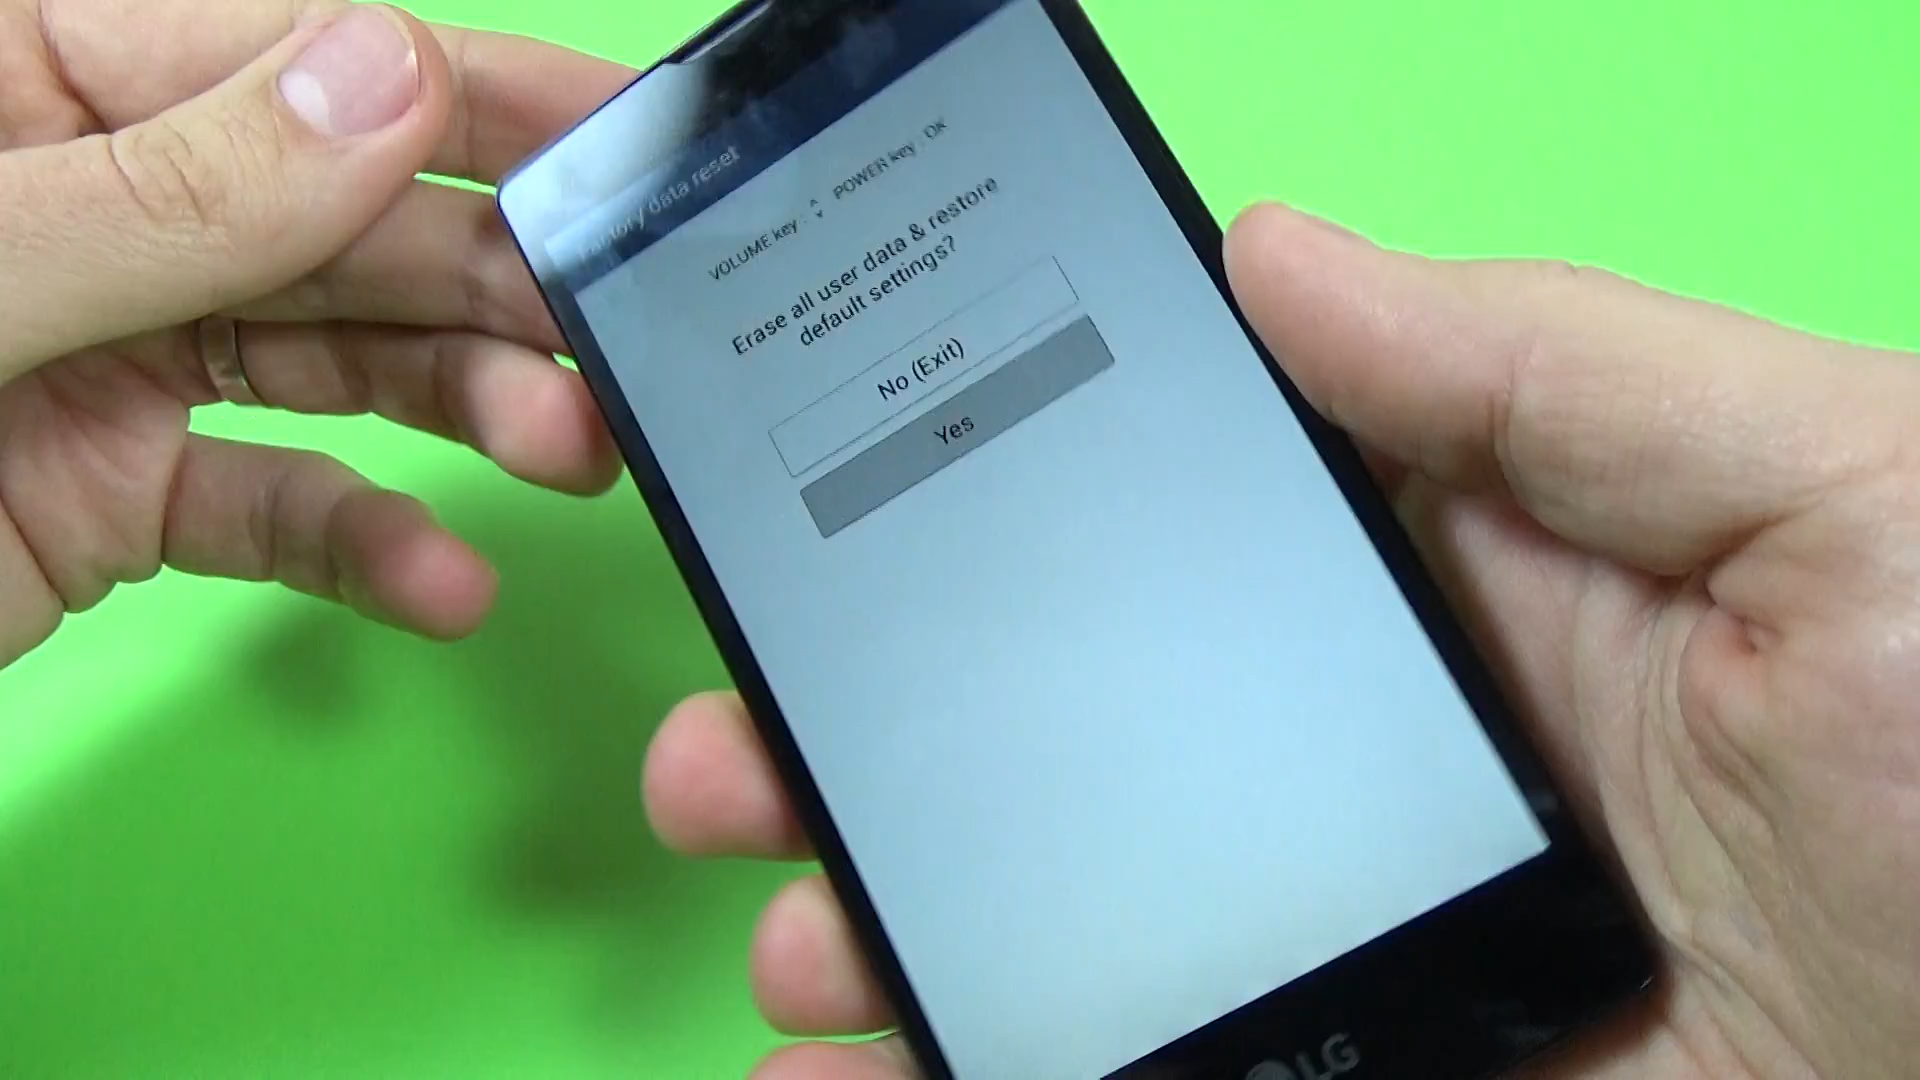 Factory data reset
VOLUME key : POWER key : OK
Erase all user data & restore
default settings?
No (Exit)
Yes
LG